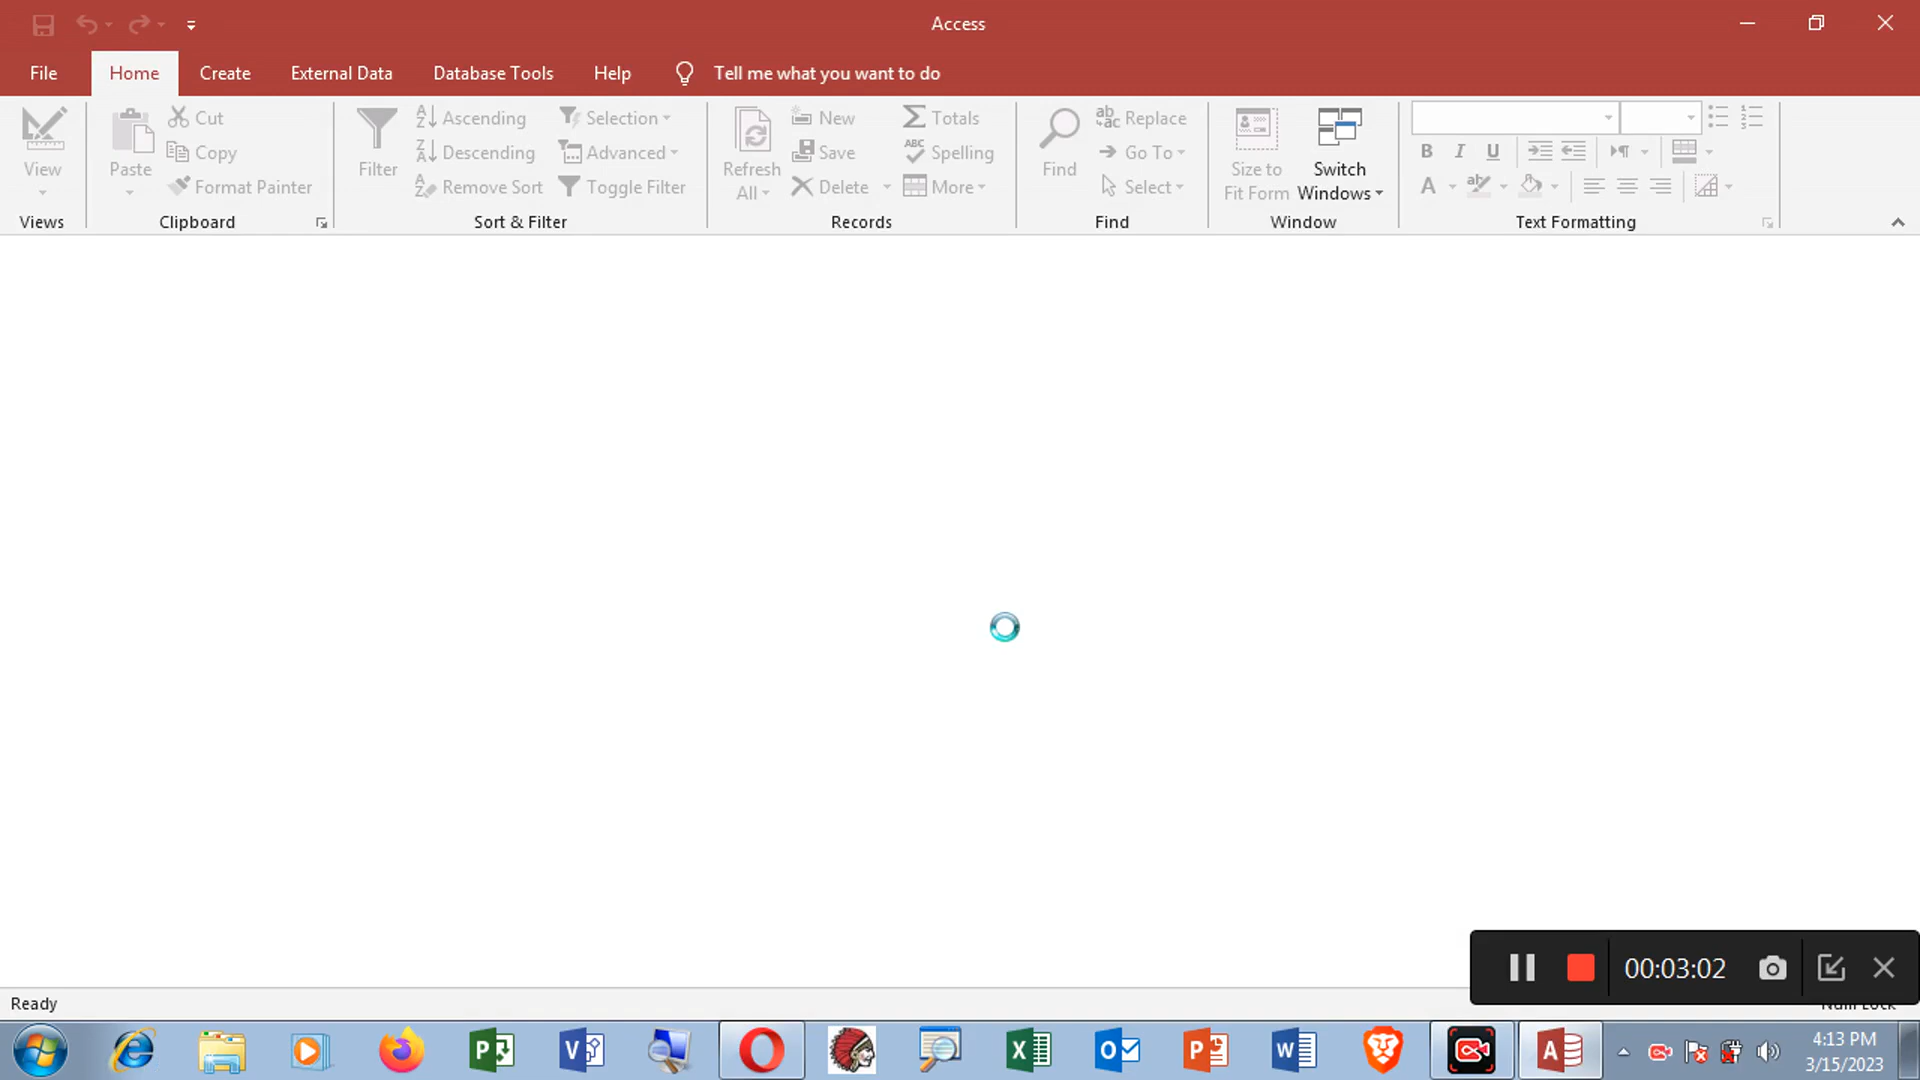 Access
File Home Create External Data Database Tools Help Tell me what you want to do
View
Views
Paste
Cut
Copy
Format Painter
Clipboard
Filter
Ascending
Descending
Remove Sort
Selection
Advanced
Toggle Filter
Sort & Filter
Refresh
All
New
Save
Delete
Totals
Spelling
More
Records
Find
Replace
Go To
Select
Find
Size to
Fit Form
Switch
Windows
Window
B I U
A
Text Formatting
00:03:02
Ready
Num Lock
4:13 PM
3/15/2023